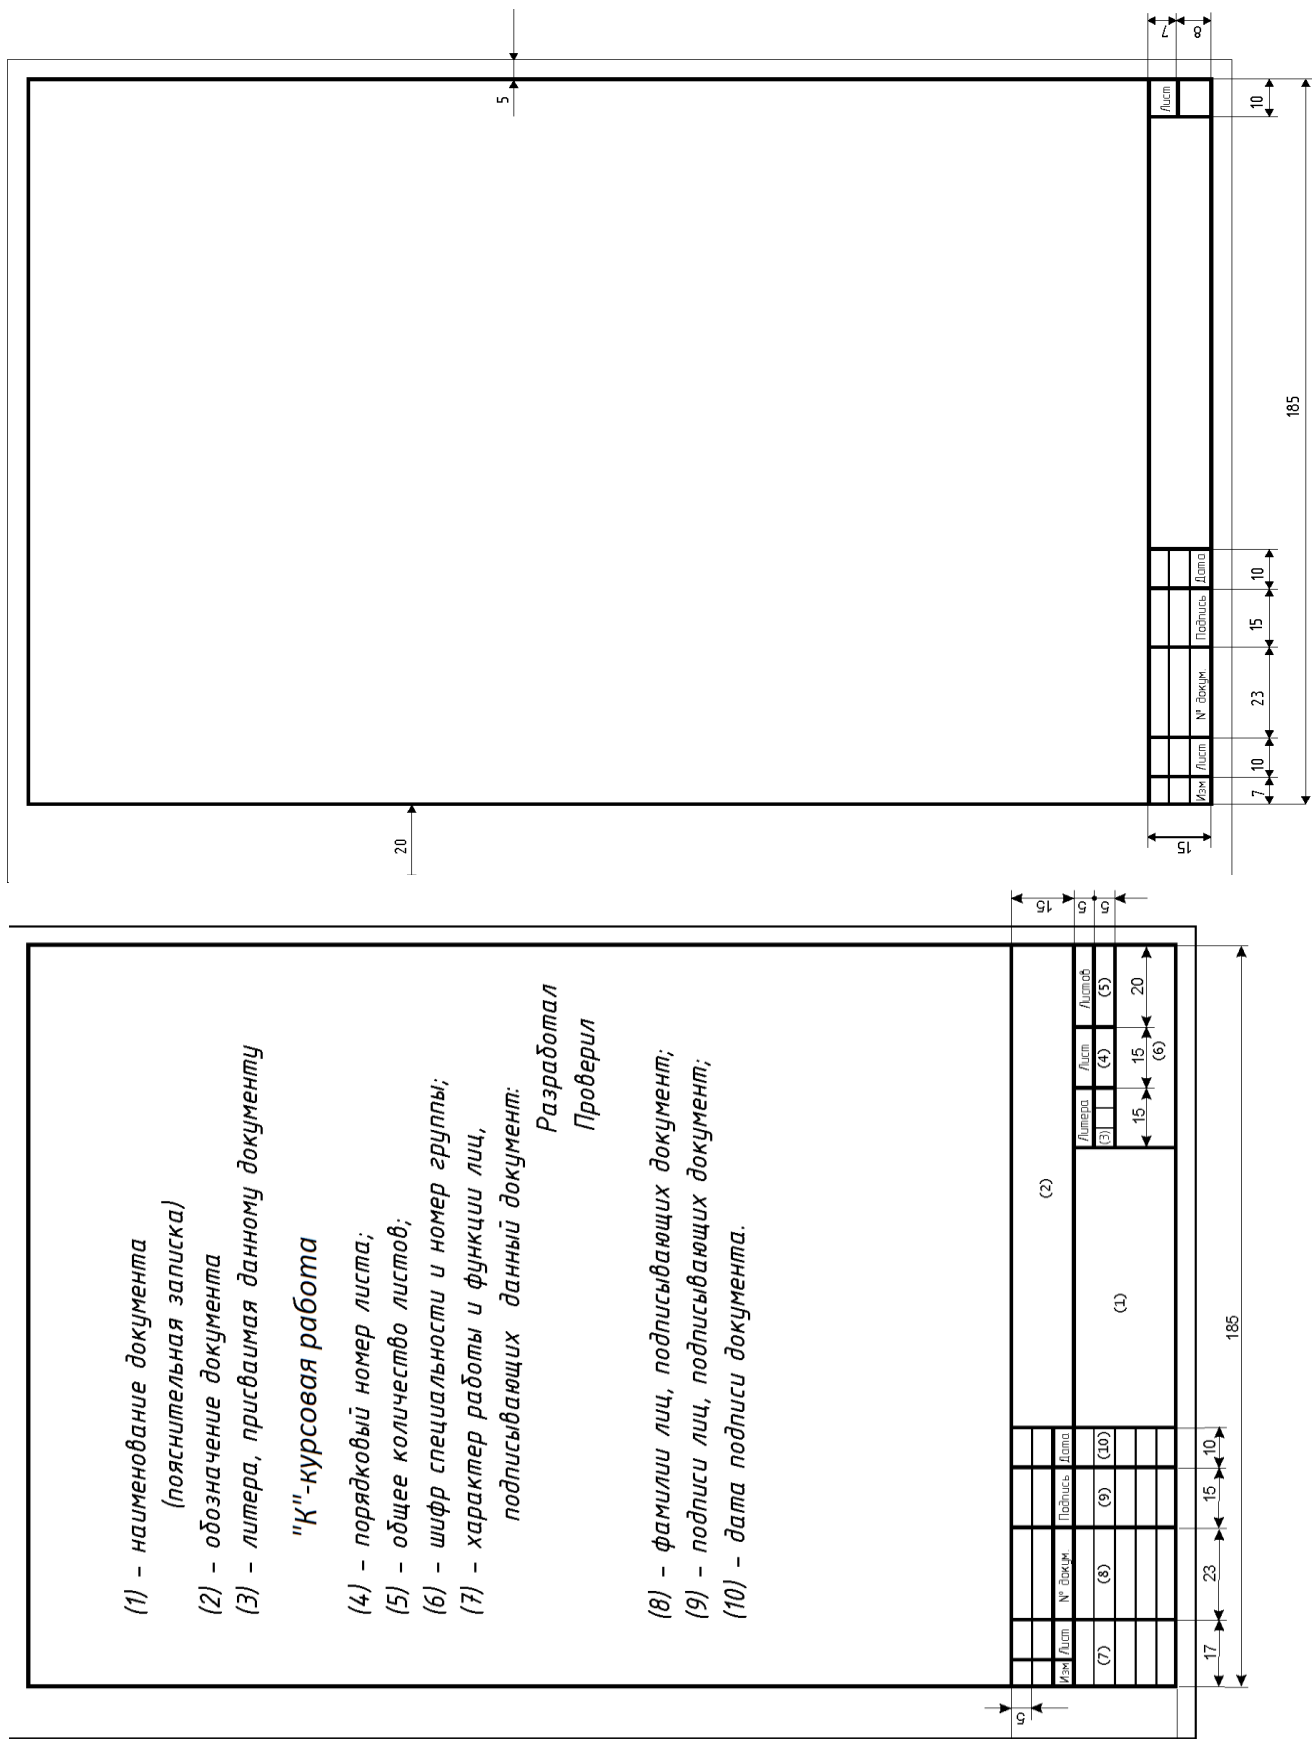 (1) – наименование документа
(пояснительная записка)
(2) – обозначение документа
(3) – литера, присваимая данному документу
"К"-курсовая работа
(4) – порядковый номер листа;
(5) – общее количество листов;
(6) – шифр специальности и номер группы;
(7) – характер работы и функции лиц,
подписывающих данный документ:
Разработал
Проверил
(8) – фамилии лиц, подписывающих документ;
(9) – подписи лиц, подписывающих документ;
(10) – дата подписи документа.
5
15
5
5
(2)
Изм Лист № докум. Подпись Дата
Литера Лист Листов
(7) (8) (9) (10)
(3) (4) (5)
(1)
15 15 20
(6)
17 23 15 10
185
5
20
7
8
Лист
15
Изм Лист № докум. Подпись Дата
7 10 23 15 10 10
185